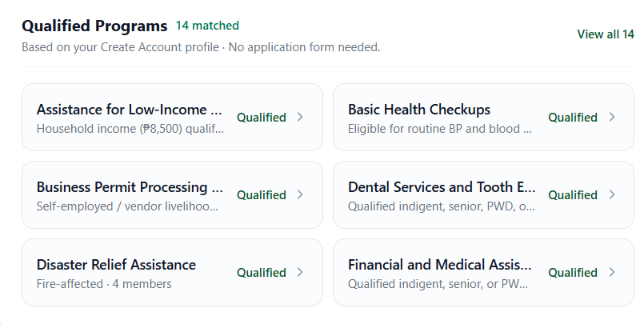 Qualified Programs 14 matched
View all 14
Based on your Create Account profile · No application form needed.
Assistance for Low-Income ...
Household income (₱8,500) qualif...
Qualified
Basic Health Checkups
Eligible for routine BP and blood ...
Qualified
Business Permit Processing ...
Self-employed / vendor livelihoo...
Qualified
Dental Services and Tooth E...
Qualified indigent, senior, PWD, o...
Qualified
Disaster Relief Assistance
Fire-affected · 4 members
Qualified
Financial and Medical Assis...
Qualified indigent, senior, or PW...
Qualified